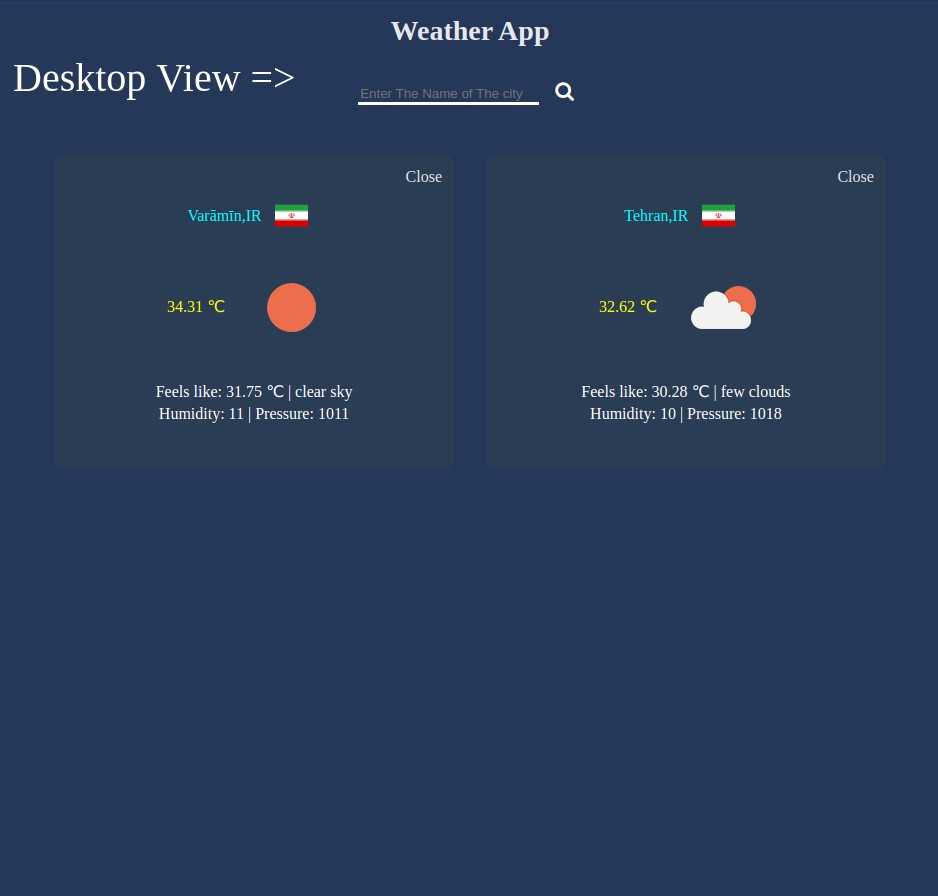 Weather App
Desktop View =>
Enter The Name of The city
Close
Varāmīn,IR
34.31 ℃
Feels like: 31.75 ℃ | clear sky
Humidity: 11 | Pressure: 1011
Close
Tehran,IR
32.62 ℃
Feels like: 30.28 ℃ | few clouds
Humidity: 10 | Pressure: 1018